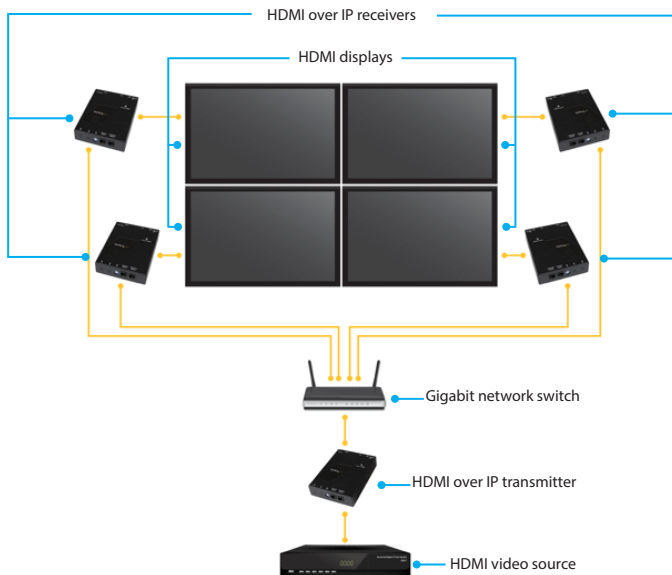 HDMI over IP receivers
HDMI displays
Gigabit network switch
HDMI over IP transmitter
HDMI video source